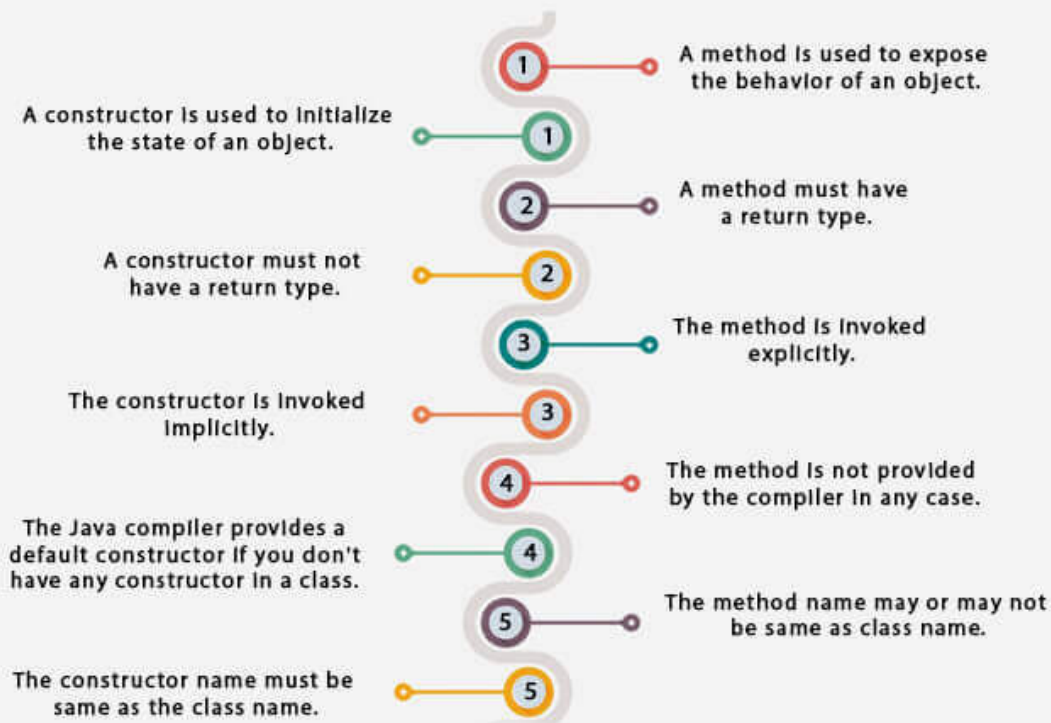 1
A method is used to expose
the behavior of an object.
A constructor is used to initialize
the state of an object.
1
2
A method must have
a return type.
A constructor must not
have a return type.
2
3
The method is invoked
explicitly.
The constructor is invoked
implicitly.
3
4
The method is not provided
by the compiler in any case.
The Java compiler provides a
default constructor if you don't
have any constructor in a class.
4
5
The method name may or may not
be same as class name.
The constructor name must be
same as the class name.
5